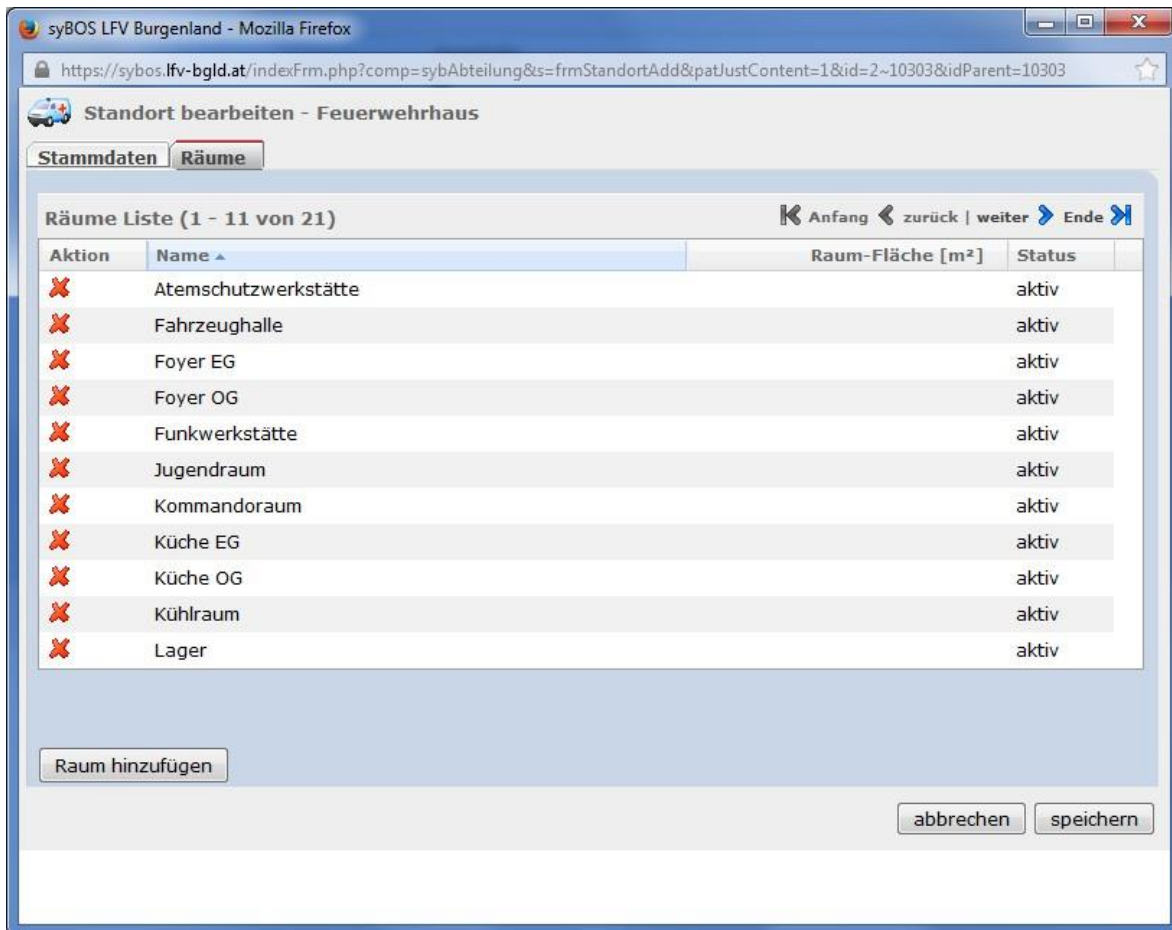 syBOS LFV Burgenland - Mozilla Firefox
https://sybos.lfv-bgld.at/indexFrm.php?comp=sybAbteilung&s=frmStandortAdd&patJustContent=1&id=2~10303&idParent=10303
Standort bearbeiten - Feuerwehrhaus
Stammdaten Räume
Räume Liste (1 - 11 von 21) Anfang zurück | weiter Ende
Aktion Name Raum-Fläche [m²] Status
Atemschutzwerkstätte aktiv
Fahrzeughalle aktiv
Foyer EG aktiv
Foyer OG aktiv
Funkwerkstätte aktiv
Jugendraum aktiv
Kommandoraum aktiv
Küche EG aktiv
Küche OG aktiv
Kühlraum aktiv
Lager aktiv
Raum hinzufügen
abbrechen speichern